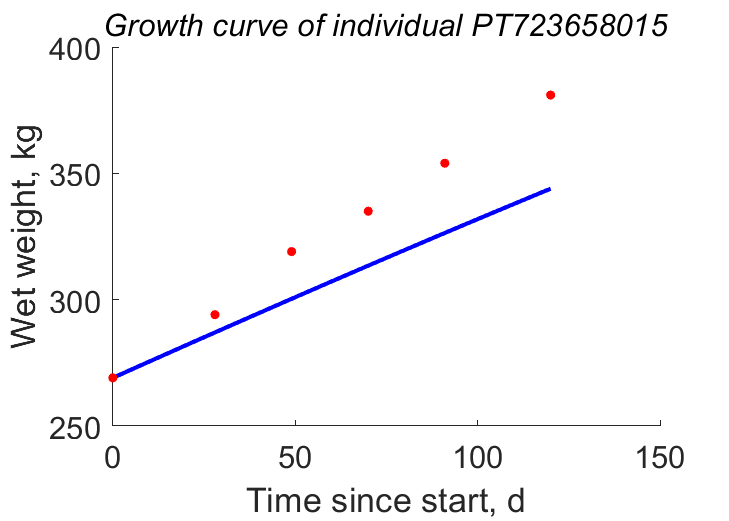 Growth curve of individual PT723658015
400
350
300
250
Wet weight, kg
0 50 100 150
Time since start, d